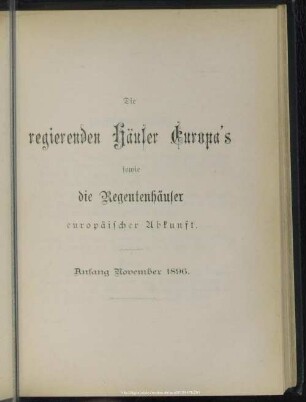 Die
regierenden Häuser Europa's
sowie
die Regentenhäuser
europäischer Abkunft.
Anfang November 1896.